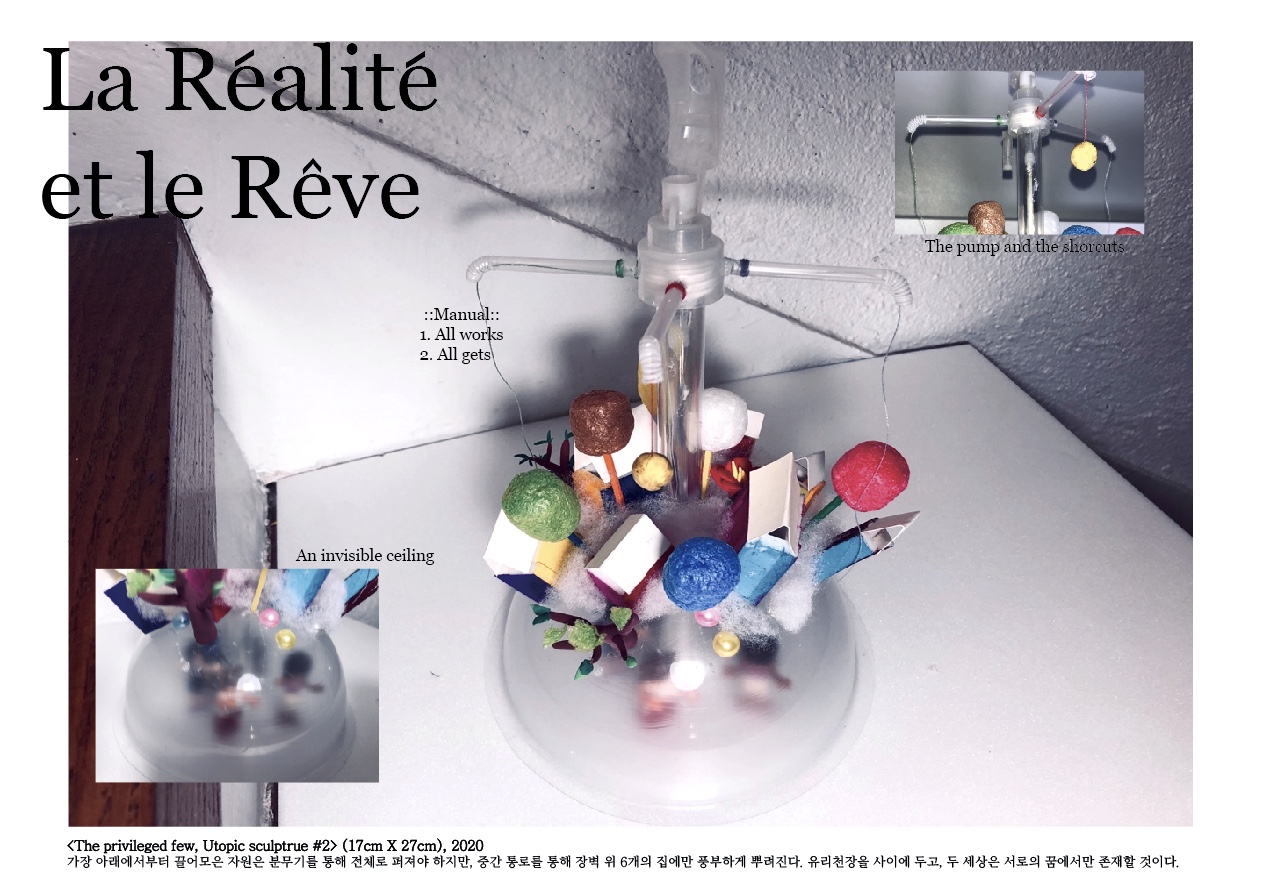 La Réalité
et le Rêve
The pump and the shorcuts
::Manual::
1. All works
2. All gets
An invisible ceiling
<The privileged few, Utopic sculptrue #2> (17cm X 27cm), 2020
가장 아래에서부터 끌어모은 자원은 분무기를 통해 전체로 퍼져야 하지만, 중간 통로를 통해 장벽 위 6개의 집에만 풍부하게 뿌려진다. 유리천장을 사이에 두고, 두 세상은 서로의 꿈에서만 존재할 것이다.